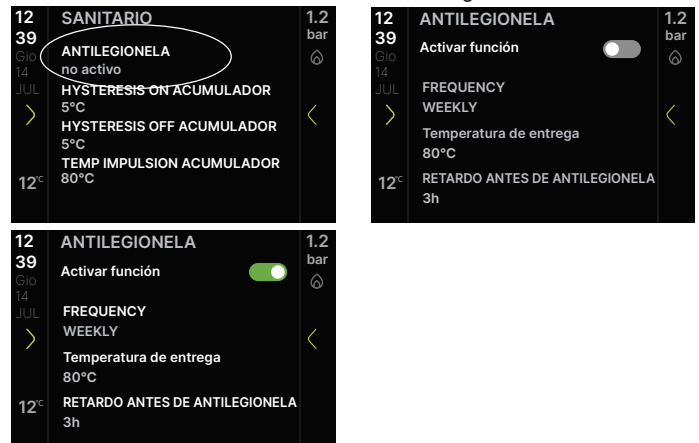 12
39
Gio
14
JUL
12°C
SANITARIO
ANTILEGIONELA
no activo
HYSTERESIS ON ACUMULADOR
5°C
HYSTERESIS OFF ACUMULADOR
5°C
TEMP IMPULSION ACUMULADOR
80°C
1.2
bar
12
39
Gio
14
JUL
12°C
ANTILEGIONELA
Activar función
FREQUENCY
WEEKLY
Temperatura de entrega
80°C
RETARDO ANTES DE ANTILEGIONELA
3h
1.2
bar
12
39
Gio
14
JUL
12°C
ANTILEGIONELA
Activar función
FREQUENCY
WEEKLY
Temperatura de entrega
80°C
RETARDO ANTES DE ANTILEGIONELA
3h
1.2
bar